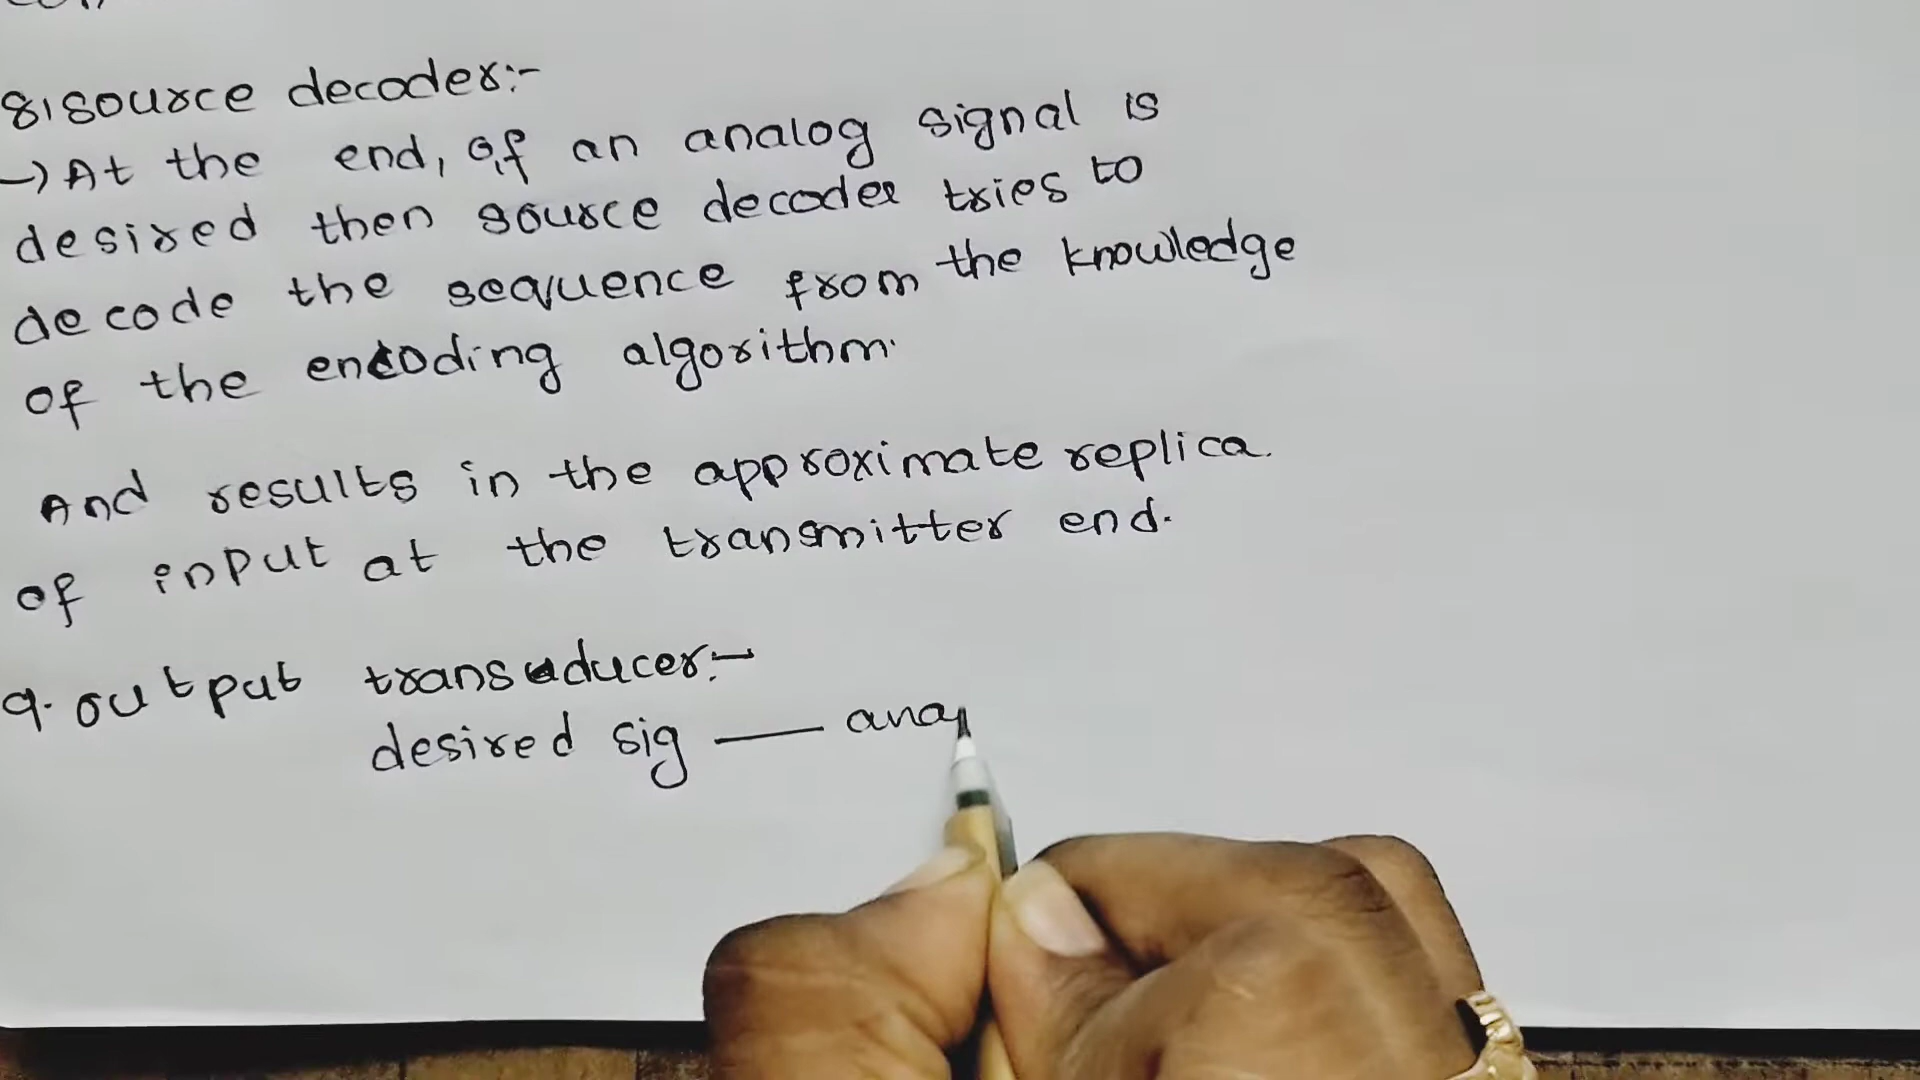 8, source decoder:-
→ At the end, of an analog signal is
desired then source decoder tries to
decode the sequence from the knowledge
of the encoding algorithm.
And results in the approximate replica.
of input at the transmitter end.
9. output transducer:-
desired sig — ana